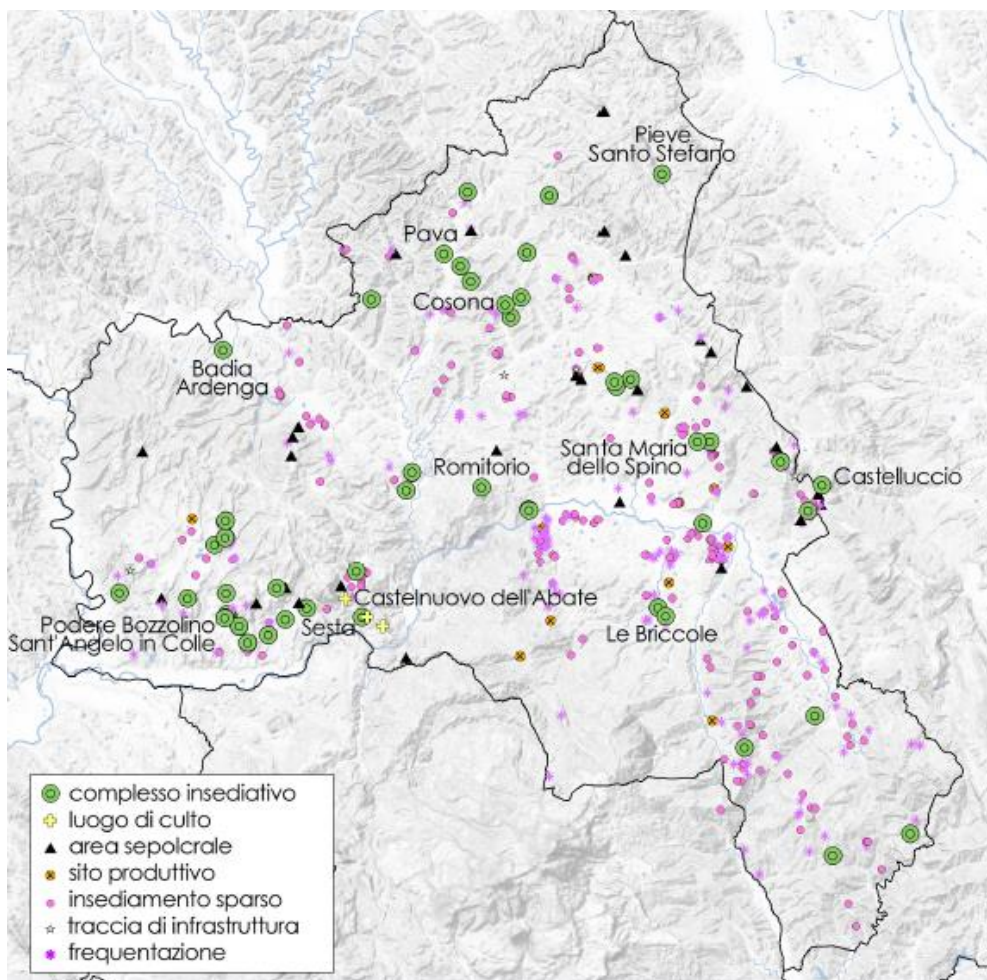 Pieve
Santo Stefano
Pava
Cosona
Badia
Ardenga
Santa Maria
dello Spino
Romitorio
Castelluccio
Castelnuovo dell'Abate
Podere Bozzolino
Sesta
Sant'Angelo in Colle
Le Briccole
complesso insediativo
luogo di culto
area sepolcrale
sito produttivo
insediamento sparso
traccia di infrastruttura
frequentazione